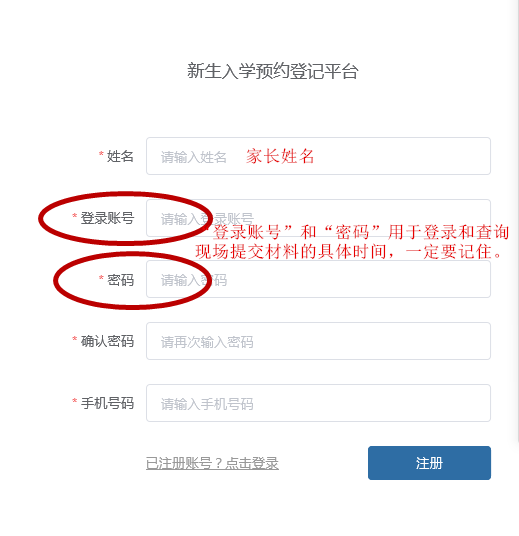 新生入学预约登记平台
* 姓名 请输入姓名 家长姓名
* 登录账号 请输入登录账号
“登录账号”和“密码”用于登录和查询
现场提交材料的具体时间，一定要记住。
* 密码 请输入密码
* 确认密码 请再次输入密码
* 手机号码 请输入手机号码
已注册账号？点击登录 注册